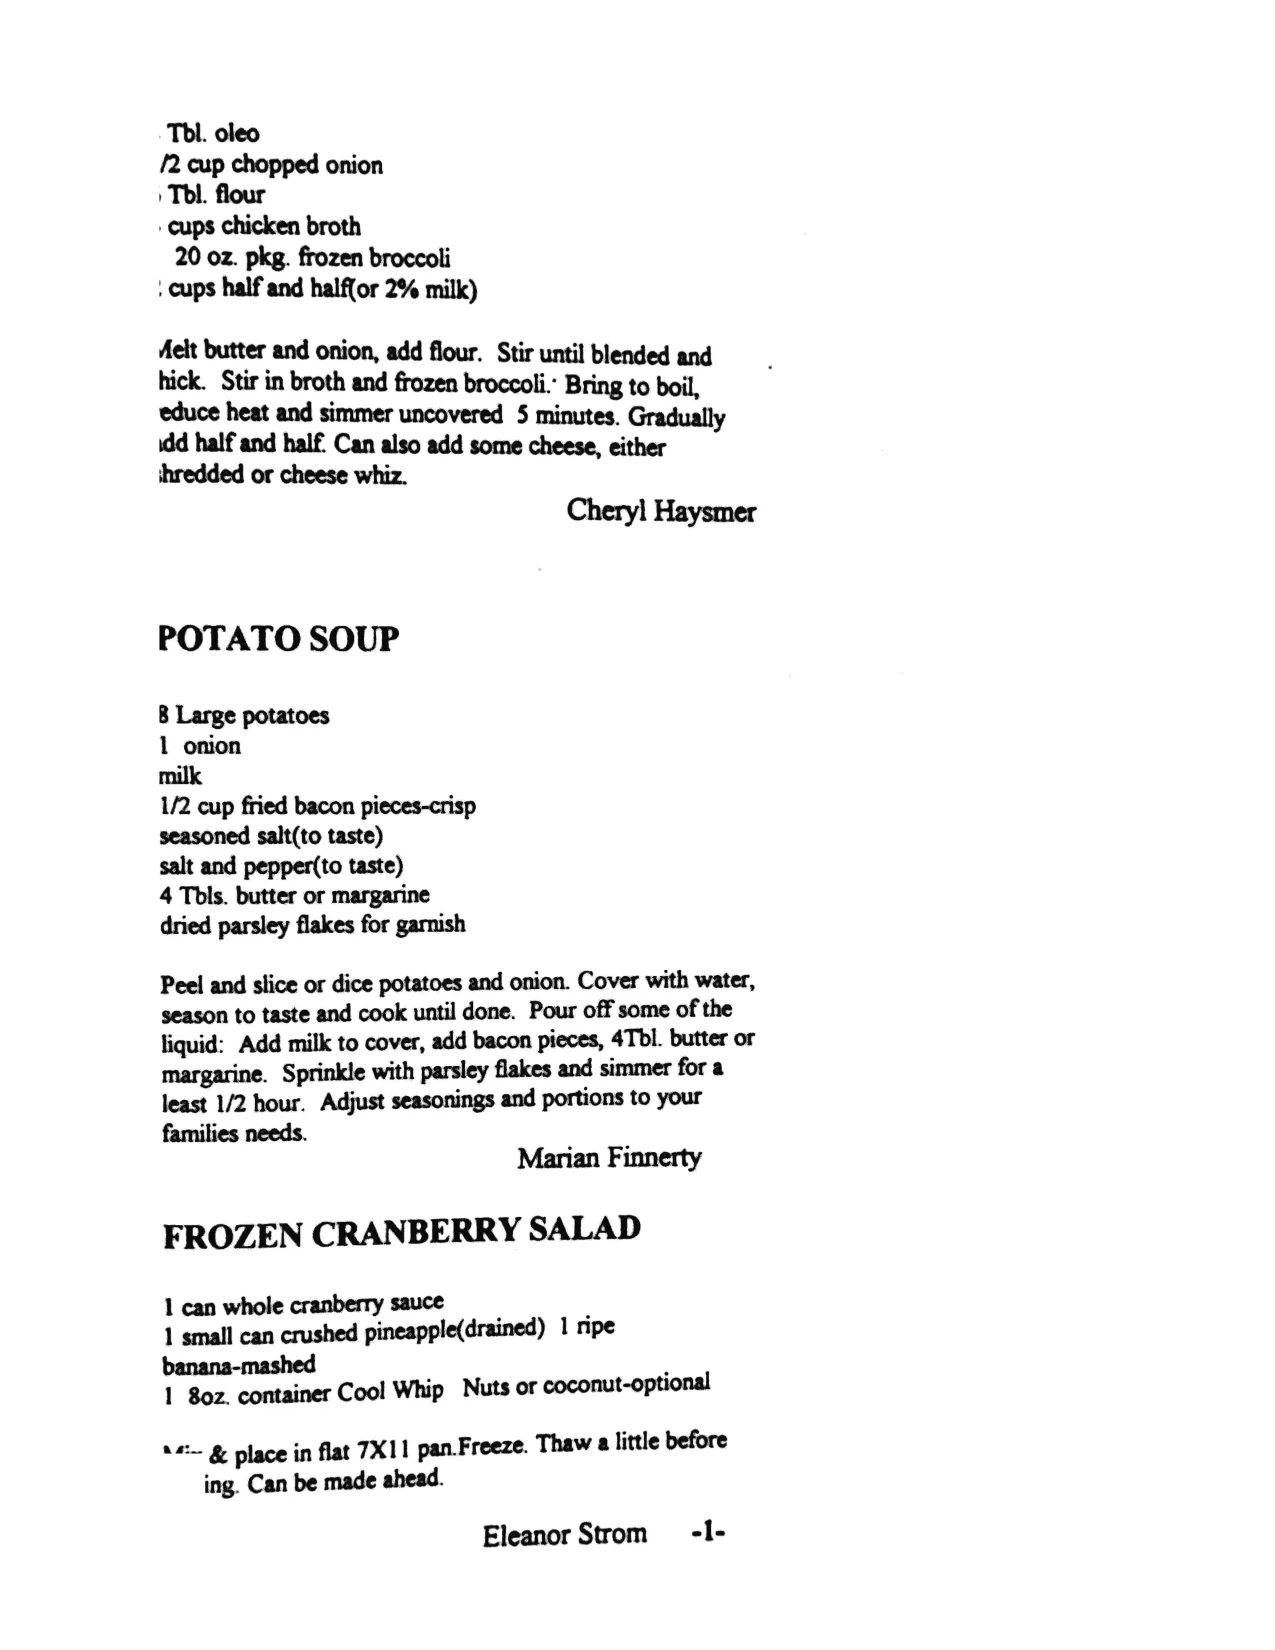 Tbl. oleo
/2 cup chopped onion
Tbl. flour
cups chicken broth
20 oz. pkg. frozen broccoli
cups half and half(or 2% milk)
Melt butter and onion, add flour. Stir until blended and
hick. Stir in broth and frozen broccoli. Bring to boil,
educe heat and simmer uncovered 5 minutes. Gradually
add half and half. Can also add some cheese, either
shredded or cheese whiz.
Cheryl Haysmer
POTATO SOUP
8 Large potatoes
1 onion
milk
1/2 cup fried bacon pieces-crisp
seasoned salt(to taste)
salt and pepper(to taste)
4 Tbls. butter or margarine
dried parsley flakes for garnish
Peel and slice or dice potatoes and onion. Cover with water,
season to taste and cook until done. Pour off some of the
liquid: Add milk to cover, add bacon pieces, 4Tbl. butter or
margarine. Sprinkle with parsley flakes and simmer for a
least 1/2 hour. Adjust seasonings and portions to your
families needs.
Marian Finnerty
FROZEN CRANBERRY SALAD
1 can whole cranberry sauce
1 small can crushed pineapple(drained) 1 ripe
banana-mashed
1 8oz. container Cool Whip Nuts or coconut-optional
& place in flat 7X11 pan.Freeze. Thaw a little before
ing. Can be made ahead.
Eleanor Strom -1-